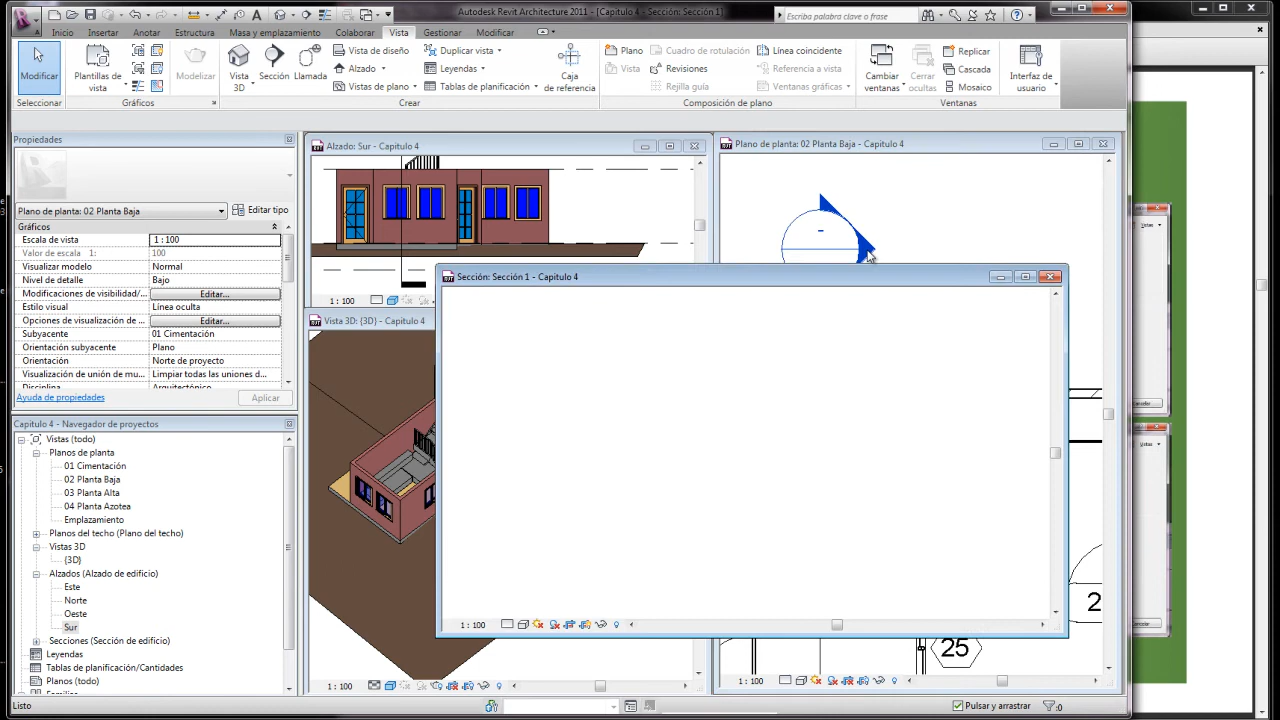 Autodesk Revit Architecture 2011 - [Capítulo 4 - Sección: Sección 1]
Escriba palabra clave o frase
Inicio Insertar Anotar Estructura Masa y emplazamiento Colaborar Vista Gestionar Modificar
Modificar
Plantillas de vista
Modelizar
Vista 3D
Sección
Llamada
Vista de diseño
Alzado
Vistas de plano
Duplicar vista
Leyendas
Tablas de planificación
Caja de referencia
Plano
Vista
Cuadro de rotulación
Revisiones
Rejilla guía
Línea coincidente
Referencia a vista
Ventanas gráficas
Cambiar ventanas
Cerrar ocultas
Replicar
Cascada
Mosaico
Interfaz de usuario
Seleccionar Gráficos Crear Composición de plano Ventanas
Propiedades
Plano de planta: 02 Planta Baja
Editar tipo
Gráficos
Escala de vista 1 : 100
Valor de escala 1: 100
Visualizar modelo Normal
Nivel de detalle Bajo
Modificaciones de visibilidad/... Editar...
Estilo visual Línea oculta
Opciones de visualización de ... Editar...
Subyacente 01 Cimentación
Orientación subyacente Plano
Orientación Norte de proyecto
Visualización de unión de mu... Limpiar todas las uniones d...
Disciplina Arquitectónico
Ayuda de propiedades
Aplicar
Capitulo 4 - Navegador de proyectos
Vistas (todo)
Planos de planta
01 Cimentación
02 Planta Baja
03 Planta Alta
04 Planta Azotea
Emplazamiento
Planos del techo (Plano del techo)
Vistas 3D
{3D}
Alzados (Alzado de edificio)
Este
Norte
Oeste
Sur
Secciones (Sección de edificio)
Leyendas
Tablas de planificación/Cantidades
Planos (todo)
Alzado: Sur - Capitulo 4
1 : 100
Plano de planta: 02 Planta Baja - Capitulo 4
Sección: Sección 1 - Capitulo 4
1 : 100
Vista 3D: {3D} - Capitulo 4
1 : 100
2
25
1 : 100
Listo
Pulsar y arrastrar
:0